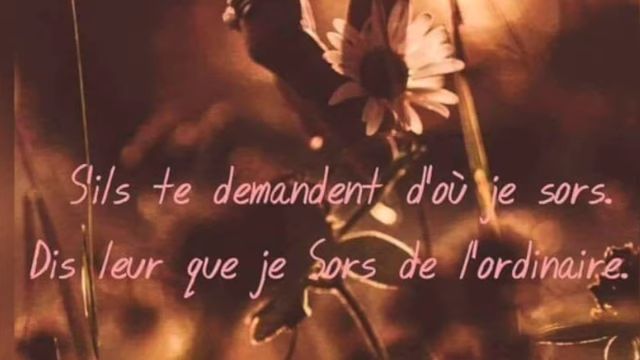 S'ils te demandent d'où je sors.
Dis leur que je Sors de l'ordinaire.